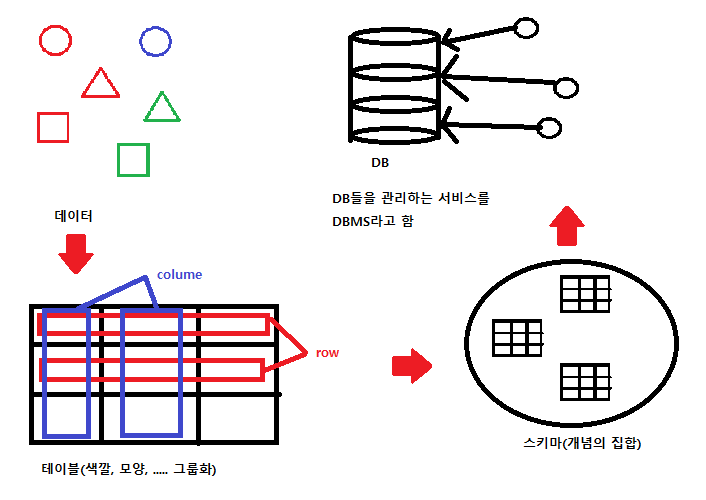 DB
DB들을 관리하는 서비스를
DBMS라고 함
데이터
colume
row
테이블(색깔, 모양, ..... 그룹화)
스키마(개념의 집합)